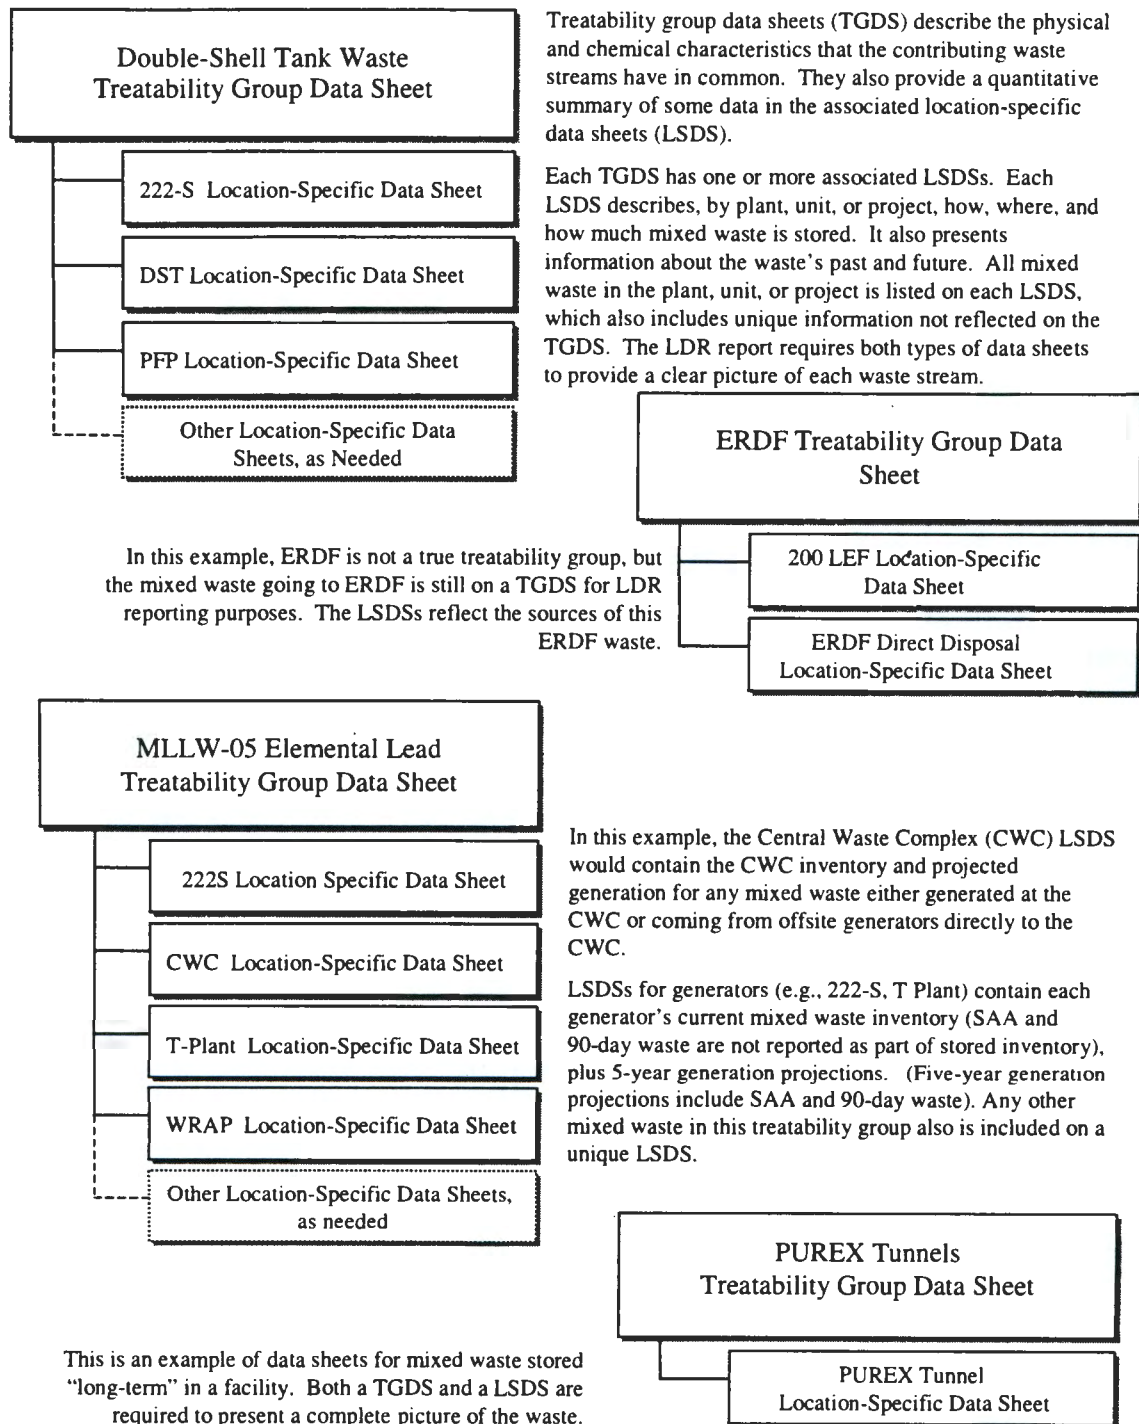 Double-Shell Tank Waste
Treatability Group Data Sheet
222-S Location-Specific Data Sheet
DST Location-Specific Data Sheet
PFP Location-Specific Data Sheet
Other Location-Specific Data
Sheets, as Needed
Treatability group data sheets (TGDS) describe the physical
and chemical characteristics that the contributing waste
streams have in common. They also provide a quantitative
summary of some data in the associated location-specific
data sheets (LSDS).
Each TGDS has one or more associated LSDSs. Each
LSDS describes, by plant, unit, or project, how, where, and
how much mixed waste is stored. It also presents
information about the waste's past and future. All mixed
waste in the plant, unit, or project is listed on each LSDS,
which also includes unique information not reflected on the
TGDS. The LDR report requires both types of data sheets
to provide a clear picture of each waste stream.
ERDF Treatability Group Data
Sheet
200 LEF Location-Specific
Data Sheet
ERDF Direct Disposal
Location-Specific Data Sheet
In this example, ERDF is not a true treatability group, but
the mixed waste going to ERDF is still on a TGDS for LDR
reporting purposes. The LSDSs reflect the sources of this
ERDF waste.
MLLW-05 Elemental Lead
Treatability Group Data Sheet
222S Location Specific Data Sheet
CWC Location-Specific Data Sheet
T-Plant Location-Specific Data Sheet
WRAP Location-Specific Data Sheet
Other Location-Specific Data Sheets,
as needed
In this example, the Central Waste Complex (CWC) LSDS
would contain the CWC inventory and projected
generation for any mixed waste either generated at the
CWC or coming from offsite generators directly to the
CWC.
LSDSs for generators (e.g., 222-S, T Plant) contain each
generator's current mixed waste inventory (SAA and
90-day waste are not reported as part of stored inventory),
plus 5-year generation projections. (Five-year generation
projections include SAA and 90-day waste). Any other
mixed waste in this treatability group also is included on a
unique LSDS.
PUREX Tunnels
Treatability Group Data Sheet
PUREX Tunnel
Location-Specific Data Sheet
This is an example of data sheets for mixed waste stored
"long-term" in a facility. Both a TGDS and a LSDS are
required to present a complete picture of the waste.